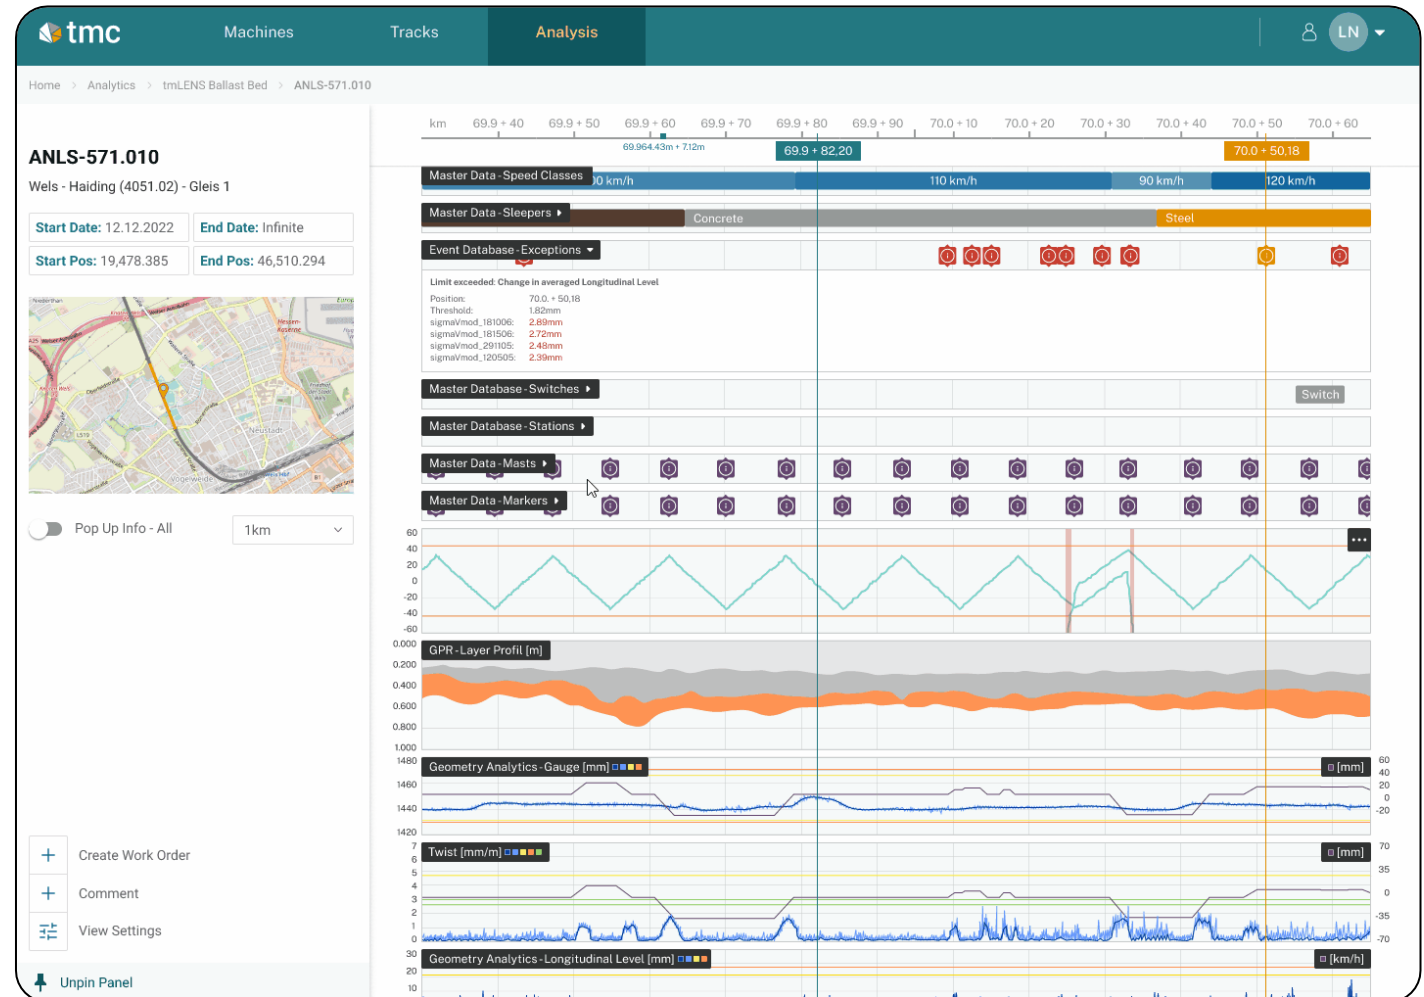 tmc
Machines
Tracks
Analysis
LN
Home > Analytics > tmLENS Ballast Bed > ANLS-571.010
ANLS-571.010
Wels - Haiding (4051.02) - Gleis 1
Start Date: 12.12.2022
End Date: Infinite
Start Pos: 19,478.385
End Pos: 46,510.294
Hessen-
Kaserne
Neustadt
Vogelweide
Pop Up Info - All
1km
Create Work Order
Comment
View Settings
Unpin Panel
km 69.9 + 40 69.9 + 50 69.9 + 60 69.9 + 70 69.9 + 80 69.9 + 90 70.0 + 10 70.0 + 20 70.0 + 30 70.0 + 40 70.0 + 50 70.0 + 60
69.964.43m + 7.12m
69.9 + 82,20
70.0 + 50,18
Master Data - Speed Classes
00 km/h
110 km/h
90 km/h
120 km/h
Master Data - Sleepers
Concrete
Steel
Event Database - Exceptions
Limit exceeded: Change in averaged Longitudinal Level
Position: 70.0. + 50,18
Threshold: 1.82mm
sigmaVmod_181006: 2.89mm
sigmaVmod_181506: 2.72mm
sigmaVmod_291105: 2.48mm
sigmaVmod_120505: 2.39mm
Master Database - Switches
Switch
Master Database - Stations
Master Data - Masts
Master Data - Markers
60
40
20
0
-20
-40
-60
GPR - Layer Profil [m]
0.000
0.200
0.400
0.600
0.800
1.000
Geometry Analytics - Gauge [mm]
[mm]
1480
1460
1440
1420
60
40
20
0
-20
Twist [mm/m]
[mm]
7
6
5
4
3
2
1
0
70
35
0
-35
-70
Geometry Analytics - Longitudinal Level [mm]
[km/h]
30
20
10